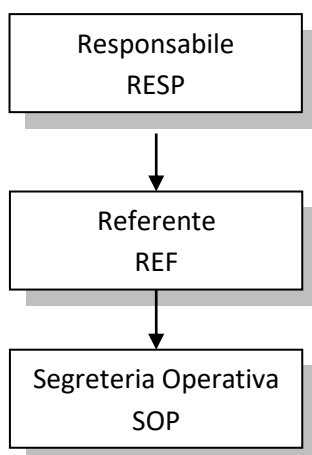 Responsabile
RESP
Referente
REF
Segreteria Operativa
SOP